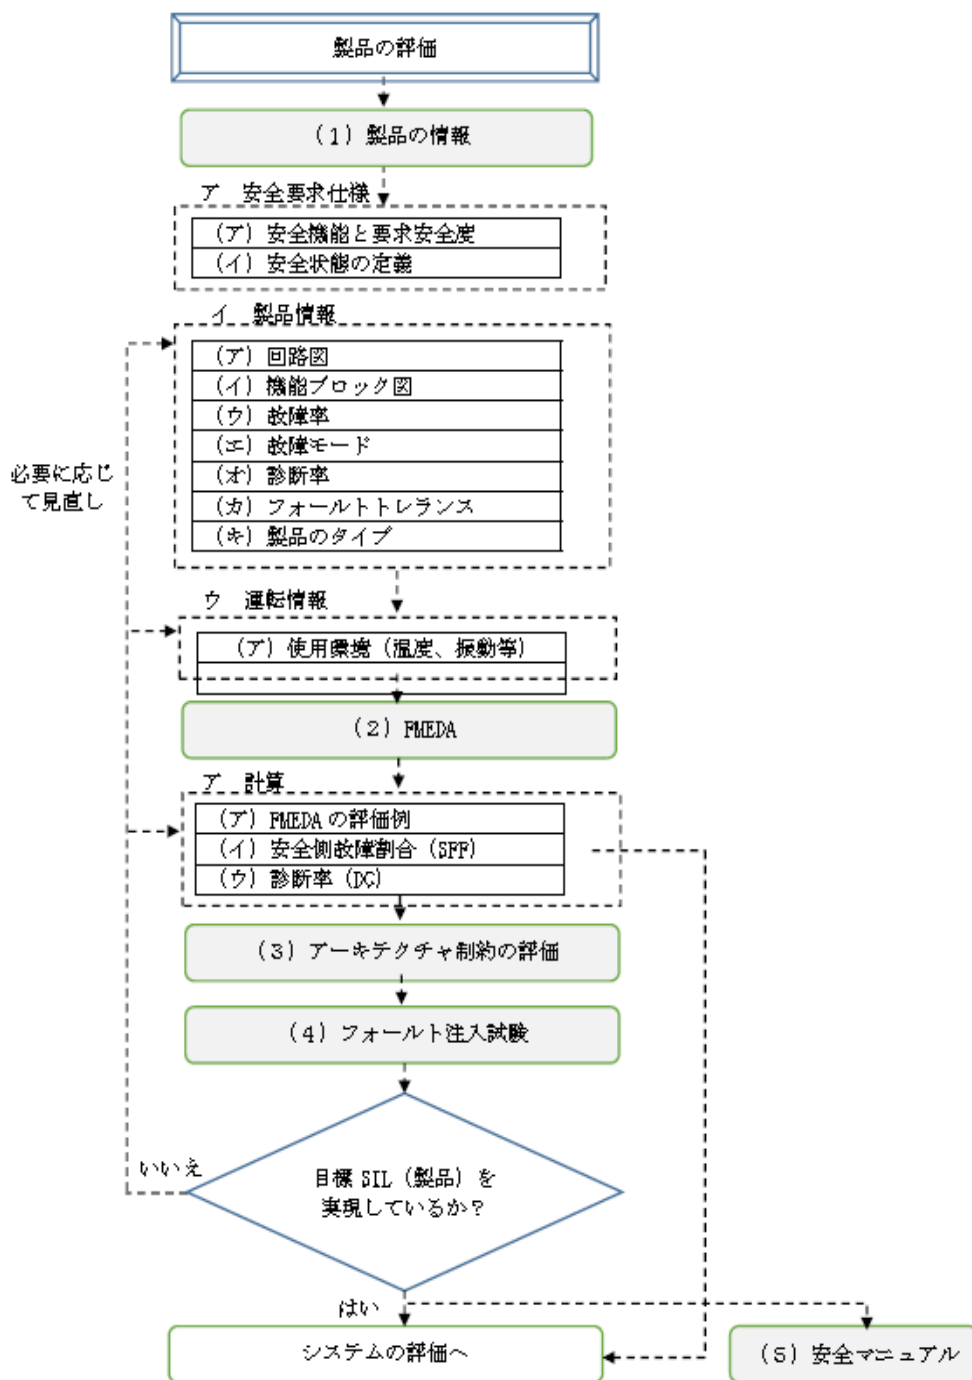 製品の評価
（１）製品の情報
ア　安全要求仕様
（ア）安全機能と要求安全度
（イ）安全状態の定義
イ　製品情報
（ア）回路図
（イ）機能ブロック図
（ウ）故障率
（エ）故障モード
（オ）診断率
（カ）フォールトトレランス
（キ）製品のタイプ
必要に応じ
て見直し
ウ　運転情報
（ア）使用環境（温度、振動等）
（２）FMEDA
ア　計算
（ア）FMEDA の評価例
（イ）安全側故障割合（SFF）
（ウ）診断率（DC）
（３）アーキテクチャ制約の評価
（４）フォールト注入試験
いいえ
目標 SIL（製品）を
実現しているか？
はい
システムの評価へ
（５）安全マニュアル